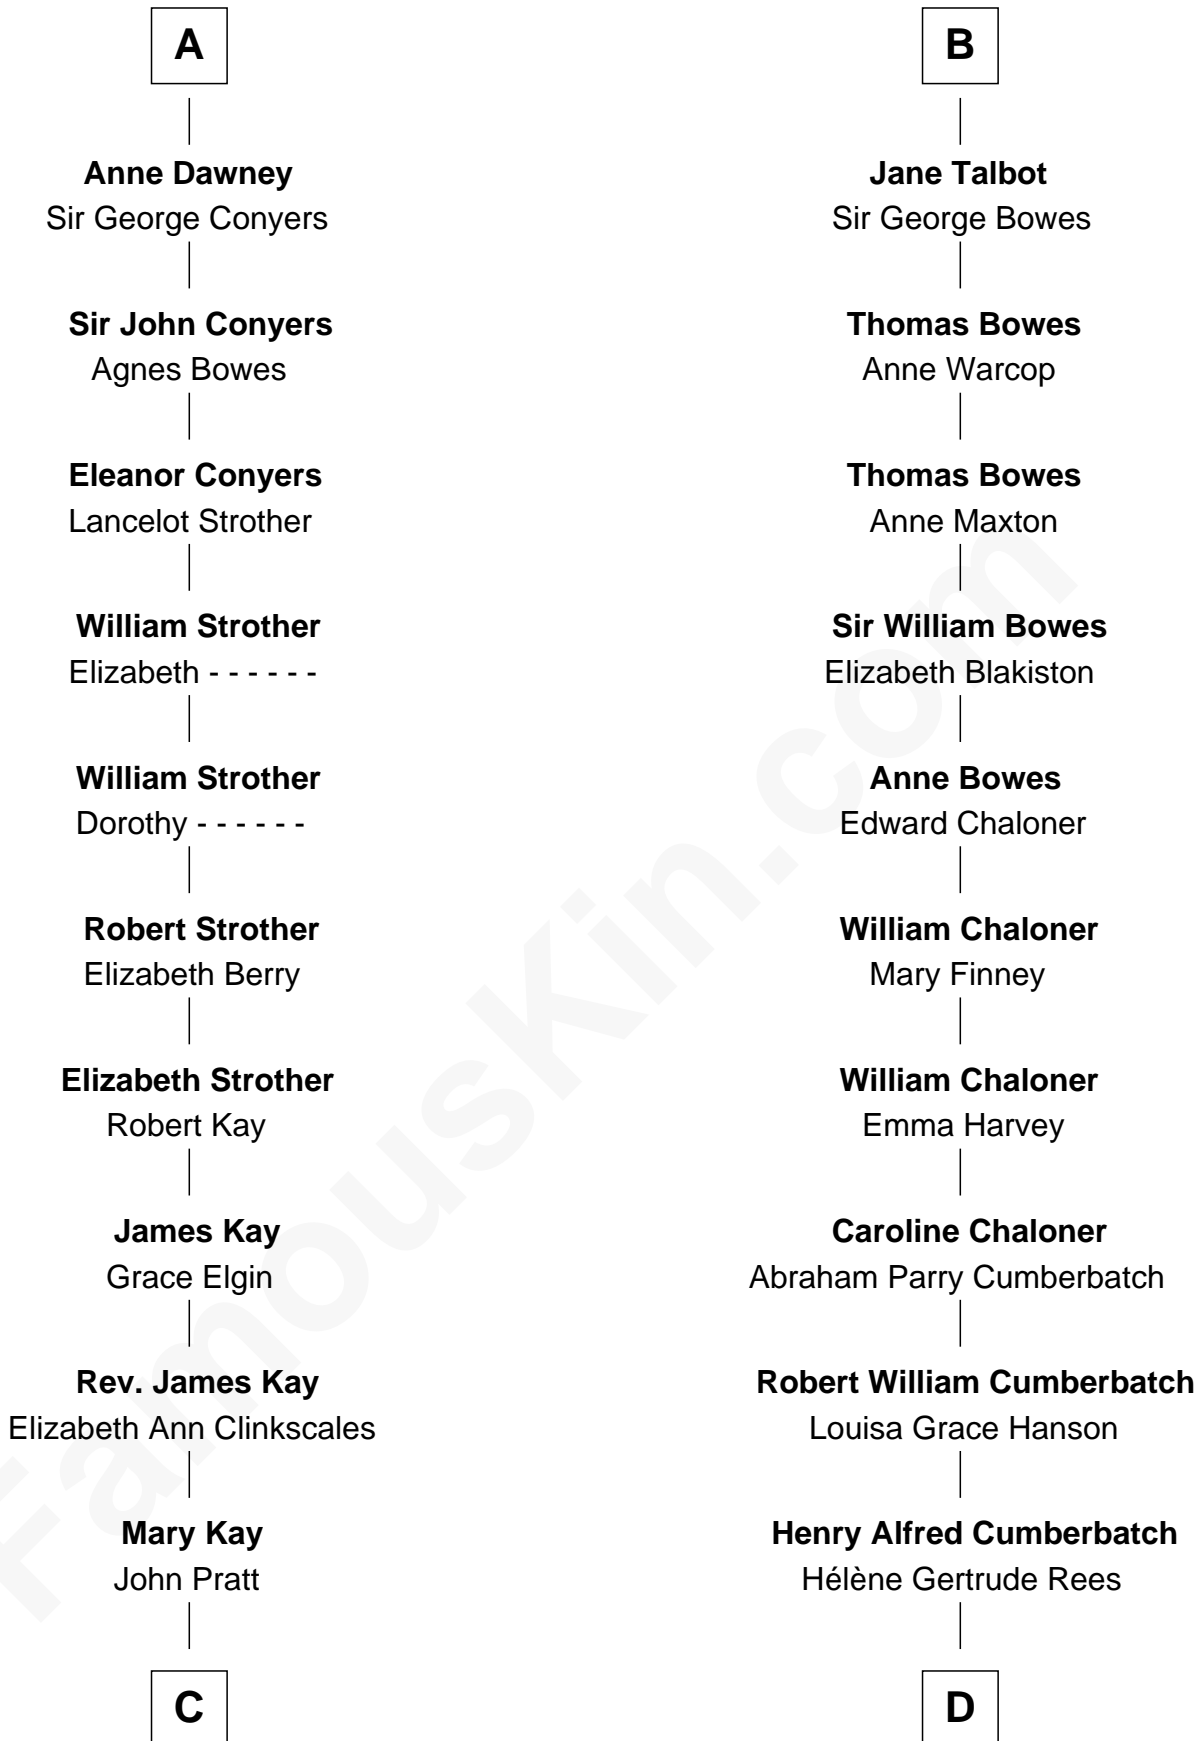 A
Anne Dawney
Sir George Conyers
Sir John Conyers
Agnes Bowes
Eleanor Conyers
Lancelot Strother
William Strother
Elizabeth - - - - - -
William Strother
Dorothy - - - - - -
Robert Strother
Elizabeth Berry
Elizabeth Strother
Robert Kay
James Kay
Grace Elgin
Rev. James Kay
Elizabeth Ann Clinkscales
Mary Kay
John Pratt
C
B
Jane Talbot
Sir George Bowes
Thomas Bowes
Anne Warcop
Thomas Bowes
Anne Maxton
Sir William Bowes
Elizabeth Blakiston
Anne Bowes
Edward Chaloner
William Chaloner
Mary Finney
William Chaloner
Emma Harvey
Caroline Chaloner
Abraham Parry Cumberbatch
Robert William Cumberbatch
Louisa Grace Hanson
Henry Alfred Cumberbatch
Hélène Gertrude Rees
D
FamousKin.com